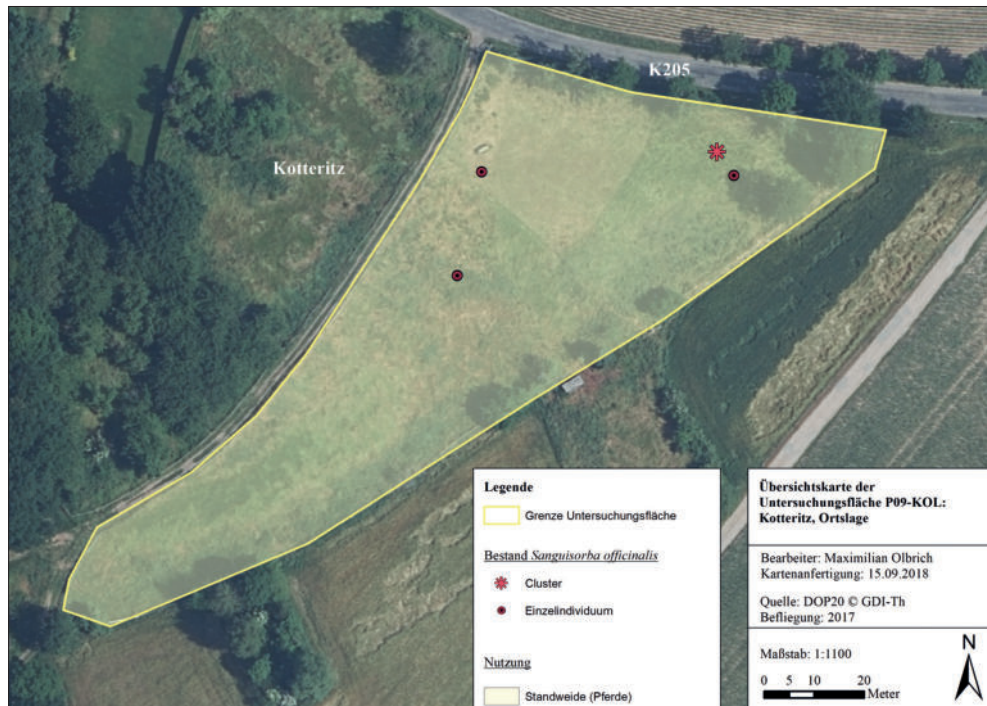 K205
Kotteritz
Legende
Grenze Untersuchungsfläche
Bestand Sanguisorba officinalis
Cluster
Einzelindividuum
Nutzung
Standweide (Pferde)
Übersichtskarte der
Untersuchungsfläche P09-KOL:
Kotteritz, Ortslage
Bearbeiter: Maximilian Olbrich
Kartenanfertigung: 15.09.2018
Quelle: DOP20 © GDI-Th
Befliegung: 2017
Maßstab: 1:1100
N
0 5 10 20
Meter